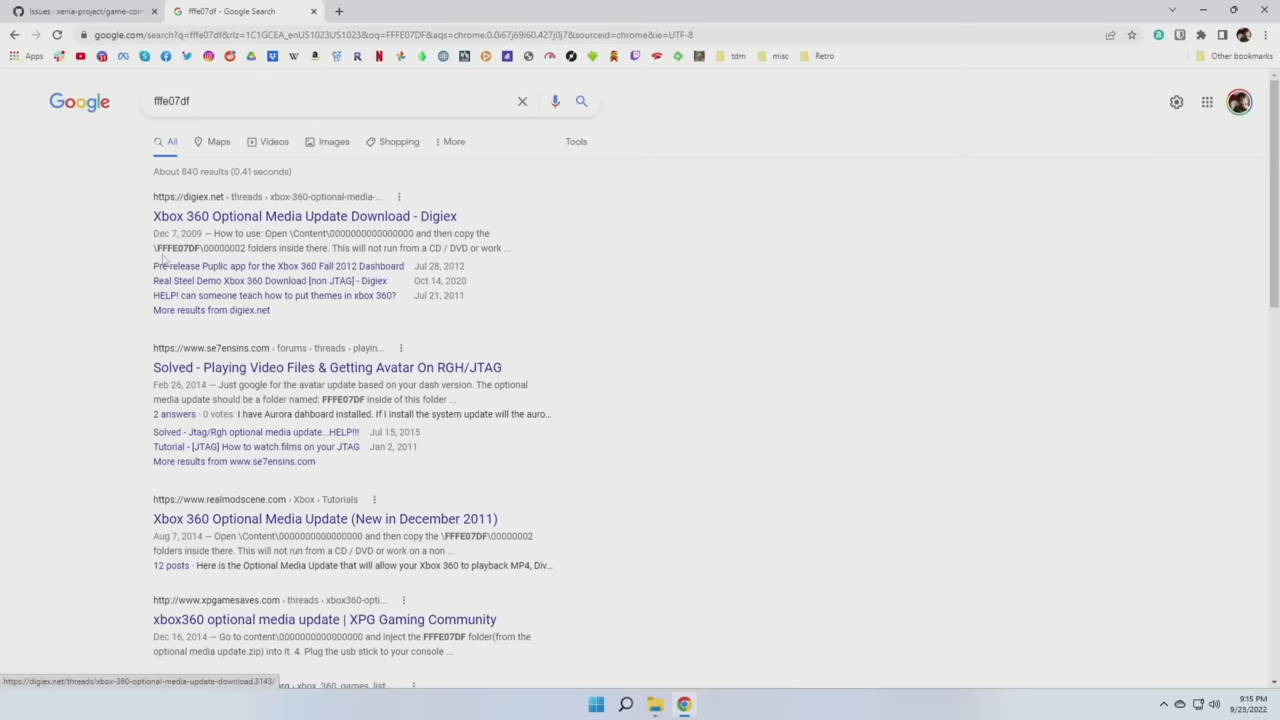 Issues · xenia-project/game-com
fffe07df - Google Search
google.com/search?q=fffe07df&rlz=1C1GCEA_enUS1023US1023&oq=FFFE07DF&aqs=chrome.0.0i67j69i60.427j0j7&sourceid=chrome&ie=UTF-8
Apps
tdm
misc
Retro
Other bookmarks
Google
fffe07df
All
Maps
Videos
Images
Shopping
More
Tools
About 840 results (0.41 seconds)
https://digiex.net › threads › xbox-360-optional-media-...
Xbox 360 Optional Media Update Download - Digiex
Dec 7, 2009 — How to use: Open \Content\0000000000000000 and then copy the
\FFFE07DF\00000002 folders inside there. This will not run from a CD / DVD or work ...
Pre-release Puplic app for the Xbox 360 Fall 2012 Dashboard Jul 28, 2012
Real Steel Demo Xbox 360 Download [non JTAG] - Digiex Oct 14, 2020
HELP! can someone teach how to put themes in xbox 360? Jul 21, 2011
More results from digiex.net
https://www.se7ensins.com › forums › threads › playin...
Solved - Playing Video Files & Getting Avatar On RGH/JTAG
Feb 26, 2014 — Just google for the avatar update based on your dash version. The optional
media update should be a folder named: FFFE07DF inside of this folder ...
2 answers · 0 votes: I have Aurora dahboard installed. If I install the system update will the auro...
Solved - Jtag/Rgh optional media update...HELP!!! Jul 15, 2015
Tutorial - [JTAG] How to watch films on your JTAG Jan 2, 2011
More results from www.se7ensins.com
https://www.realmodscene.com › Xbox › Tutorials
Xbox 360 Optional Media Update (New in December 2011)
Aug 7, 2014 — Open \Content\0000000000000000 and then copy the \FFFE07DF\00000002
folders inside there. This will not run from a CD / DVD or work on a non ...
12 posts · Here is the Optional Media Update that will allow your Xbox 360 to playback MP4, Div...
http://www.xpgamesaves.com › threads › xbox360-opti...
xbox360 optional media update | XPG Gaming Community
Dec 16, 2014 — Go to content\0000000000000000 and inject the FFFE07DF folder(from the
optional media update.zip) into it. 4. Plug the usb stick to your console ...
https://digiex.net/threads/xbox-360-optional-media-update-download.3143/
9:15 PM
9/23/2022